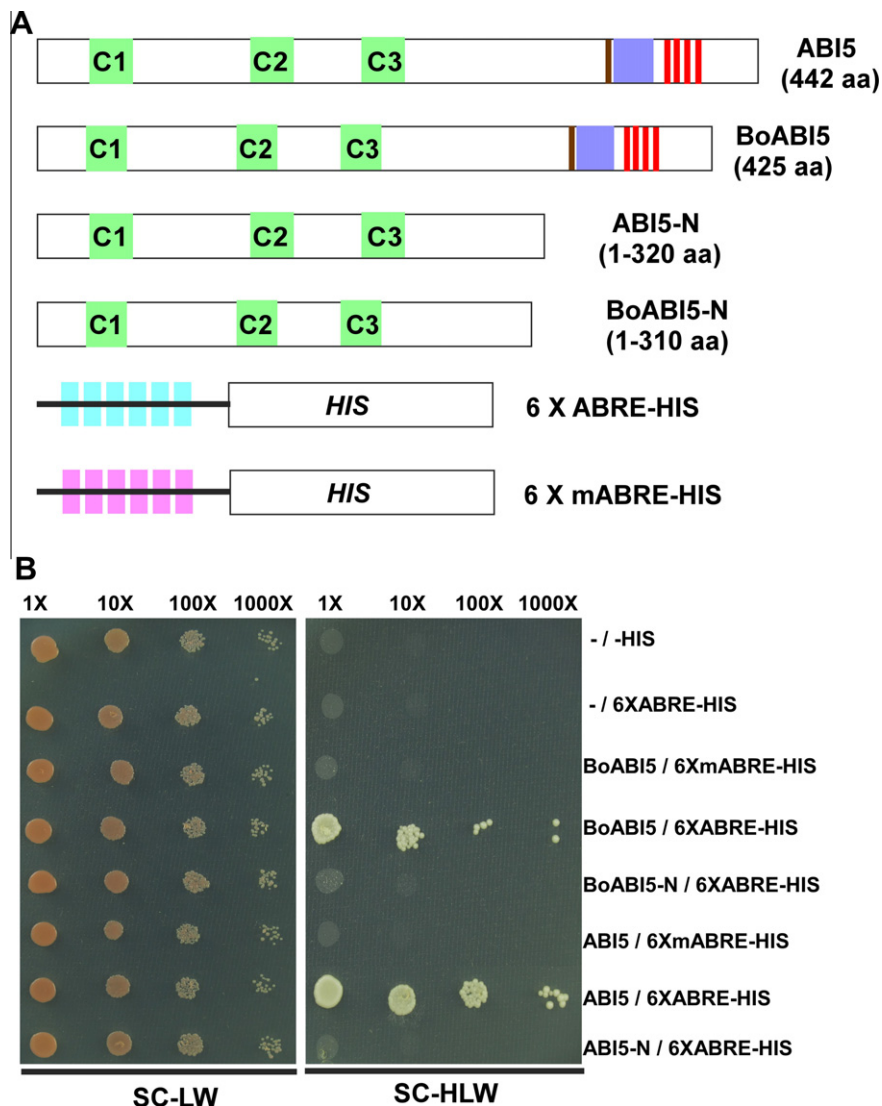 A
C1 C2 C3 ABI5
(442 aa)
C1 C2 C3 BoABI5
(425 aa)
C1 C2 C3 ABI5-N
(1-320 aa)
C1 C2 C3 BoABI5-N
(1-310 aa)
HIS 6 X ABRE-HIS
HIS 6 X mABRE-HIS
B
1X 10X 100X 1000X 1X 10X 100X 1000X
- / -HIS
- / 6XABRE-HIS
BoABI5 / 6XmABRE-HIS
BoABI5 / 6XABRE-HIS
BoABI5-N / 6XABRE-HIS
ABI5 / 6XmABRE-HIS
ABI5 / 6XABRE-HIS
ABI5-N / 6XABRE-HIS
SC-LW SC-HLW